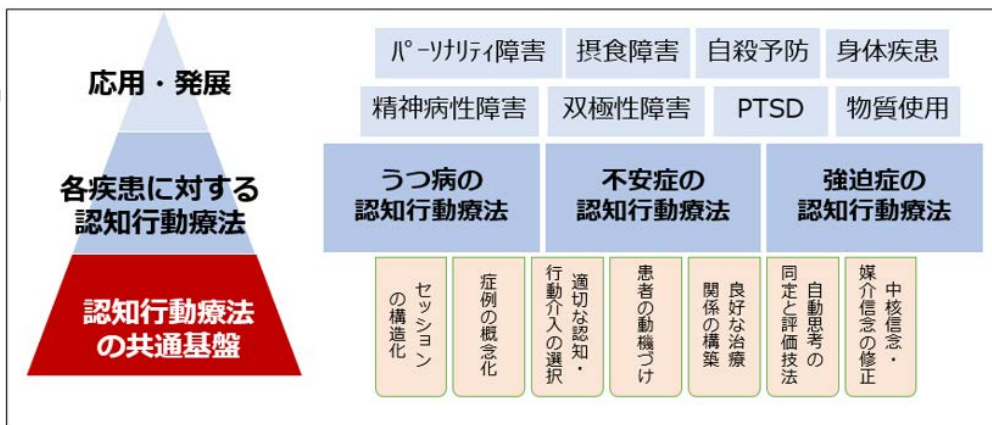 応用・発展
各疾患に対する
認知行動療法
認知行動療法
の共通基盤
パーソナリティ障害
摂食障害
自殺予防
身体疾患
精神病性障害
双極性障害
PTSD
物質使用
うつ病の
認知行動療法
不安症の
認知行動療法
強迫症の
認知行動療法
セッション
の構造化
症例の概念化
適切な認知・
行動介入の選択
患者の動機づけ
良好な治療
関係の構築
自動思考の
同定と評価技法
中核信念・
媒介信念の修正